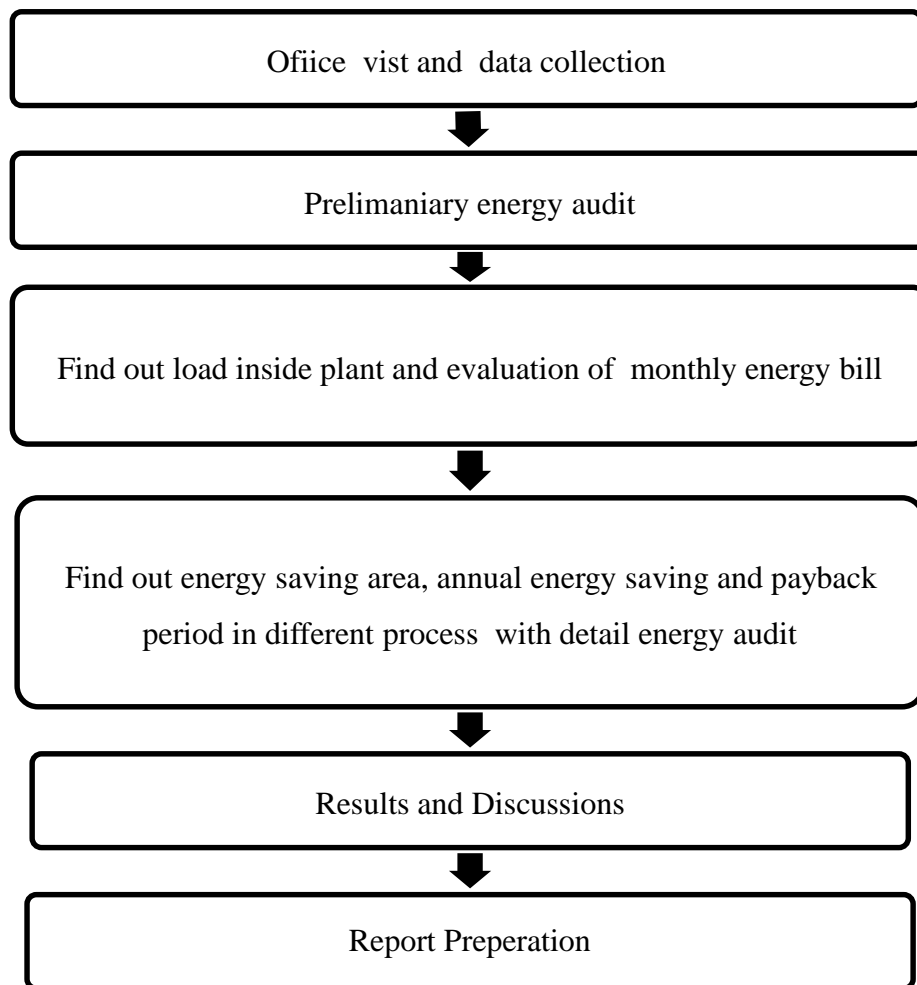 Ofiice vist and data collection
Prelimaniary energy audit
Find out load inside plant and evaluation of monthly energy bill
Find out energy saving area, annual energy saving and payback
period in different process with detail energy audit
Results and Discussions
Report Preperation